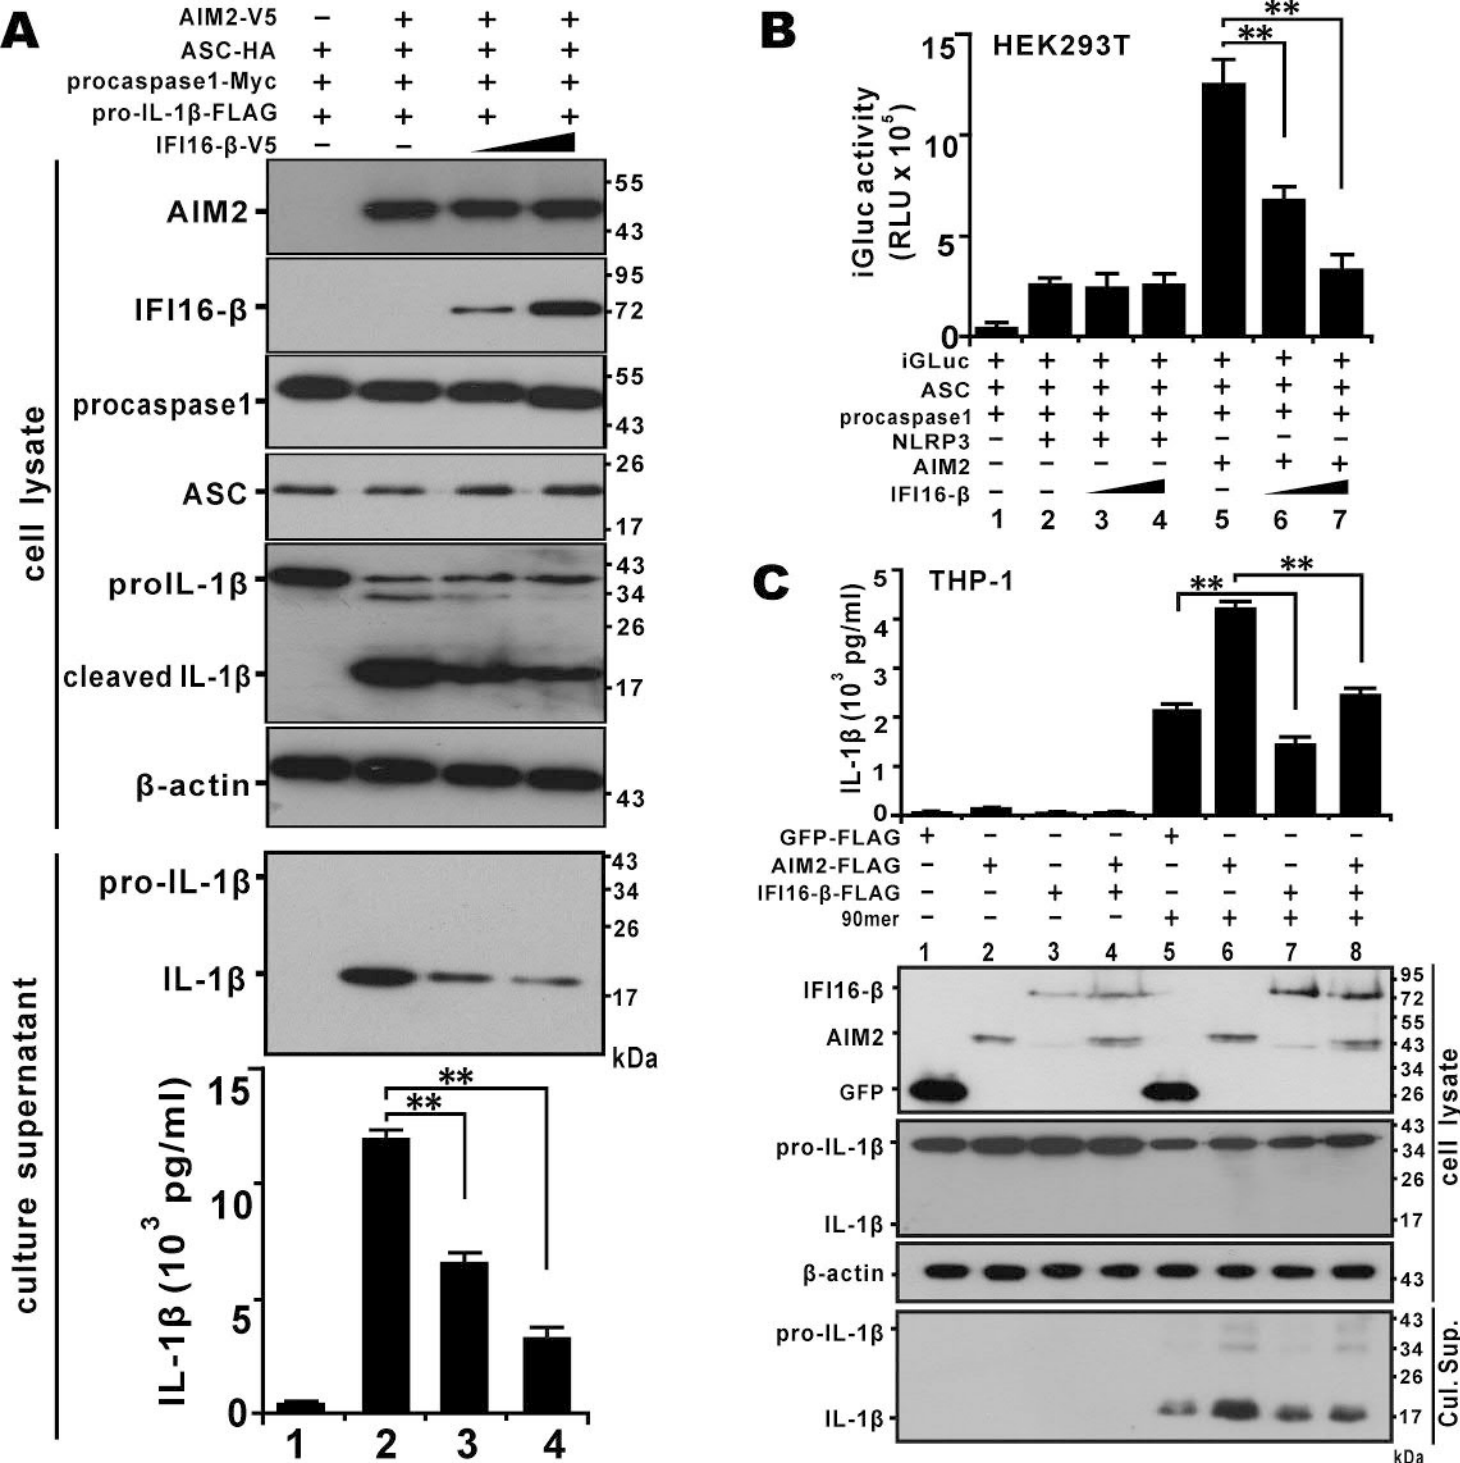 A
AIM2-V5 – + + +
ASC-HA + + + +
procaspase1-Myc + + + +
pro-IL-1β-FLAG + + + +
IFI16-β-V5 – –
cell lysate
AIM2
55
43
IFI16-β
95
72
procaspase1
55
43
ASC
26
17
proIL-1β
cleaved IL-1β
43
34
26
17
β-actin
43
culture supernatant
pro-IL-1β
IL-1β
43
34
26
17
kDa
IL-1β (10³ pg/ml)
15
10
5
0
**
**
1 2 3 4
B
HEK293T
iGluc activity
(RLU x 10⁵)
15
10
5
0
**
**
iGLuc + + + + + + +
ASC + + + + + + +
procaspase1 + + + + + + +
NLRP3 – + + + – – –
AIM2 – – – – + + +
IFI16-β – – –
1 2 3 4 5 6 7
C
THP-1
IL-1β (10³ pg/ml)
5
4
3
2
1
0
**
**
GFP-FLAG + – – – + – – –
AIM2-FLAG – + – + – + – +
IFI16-β-FLAG – – + + – – + +
90mer – – – – + + + +
1 2 3 4 5 6 7 8
IFI16-β
AIM2
GFP
95
72
55
43
34
26
pro-IL-1β
IL-1β
43
34
26
17
β-actin
43
cell lysate
pro-IL-1β
IL-1β
43
34
26
17
Cul. Sup.
kDa